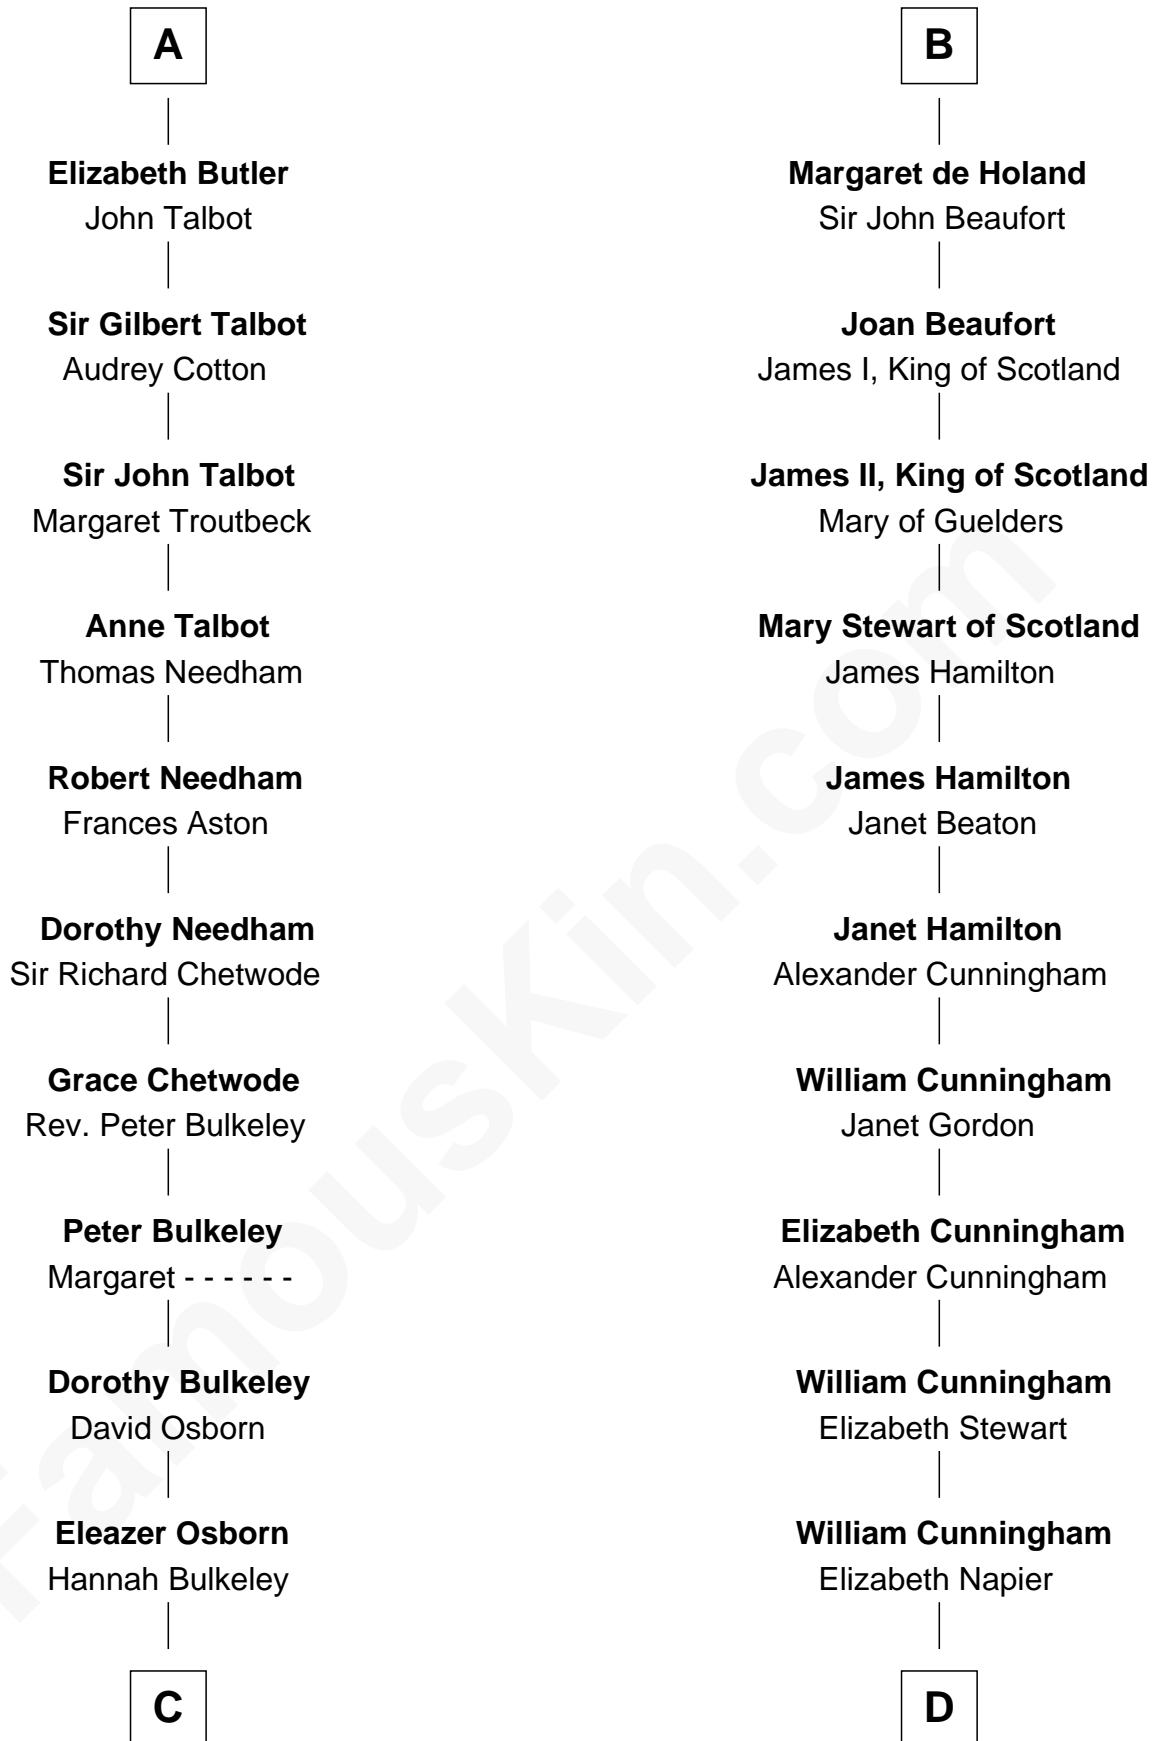 A
Elizabeth Butler
John Talbot
Sir Gilbert Talbot
Audrey Cotton
Sir John Talbot
Margaret Troutbeck
Anne Talbot
Thomas Needham
Robert Needham
Frances Aston
Dorothy Needham
Sir Richard Chetwode
Grace Chetwode
Rev. Peter Bulkeley
Peter Bulkeley
Margaret - - - - - -
Dorothy Bulkeley
David Osborn
Eleazer Osborn
Hannah Bulkeley
C
B
Margaret de Holand
Sir John Beaufort
Joan Beaufort
James I, King of Scotland
James II, King of Scotland
Mary of Guelders
Mary Stewart of Scotland
James Hamilton
James Hamilton
Janet Beaton
Janet Hamilton
Alexander Cunningham
William Cunningham
Janet Gordon
Elizabeth Cunningham
Alexander Cunningham
William Cunningham
Elizabeth Stewart
William Cunningham
Elizabeth Napier
D
FamousKin.com